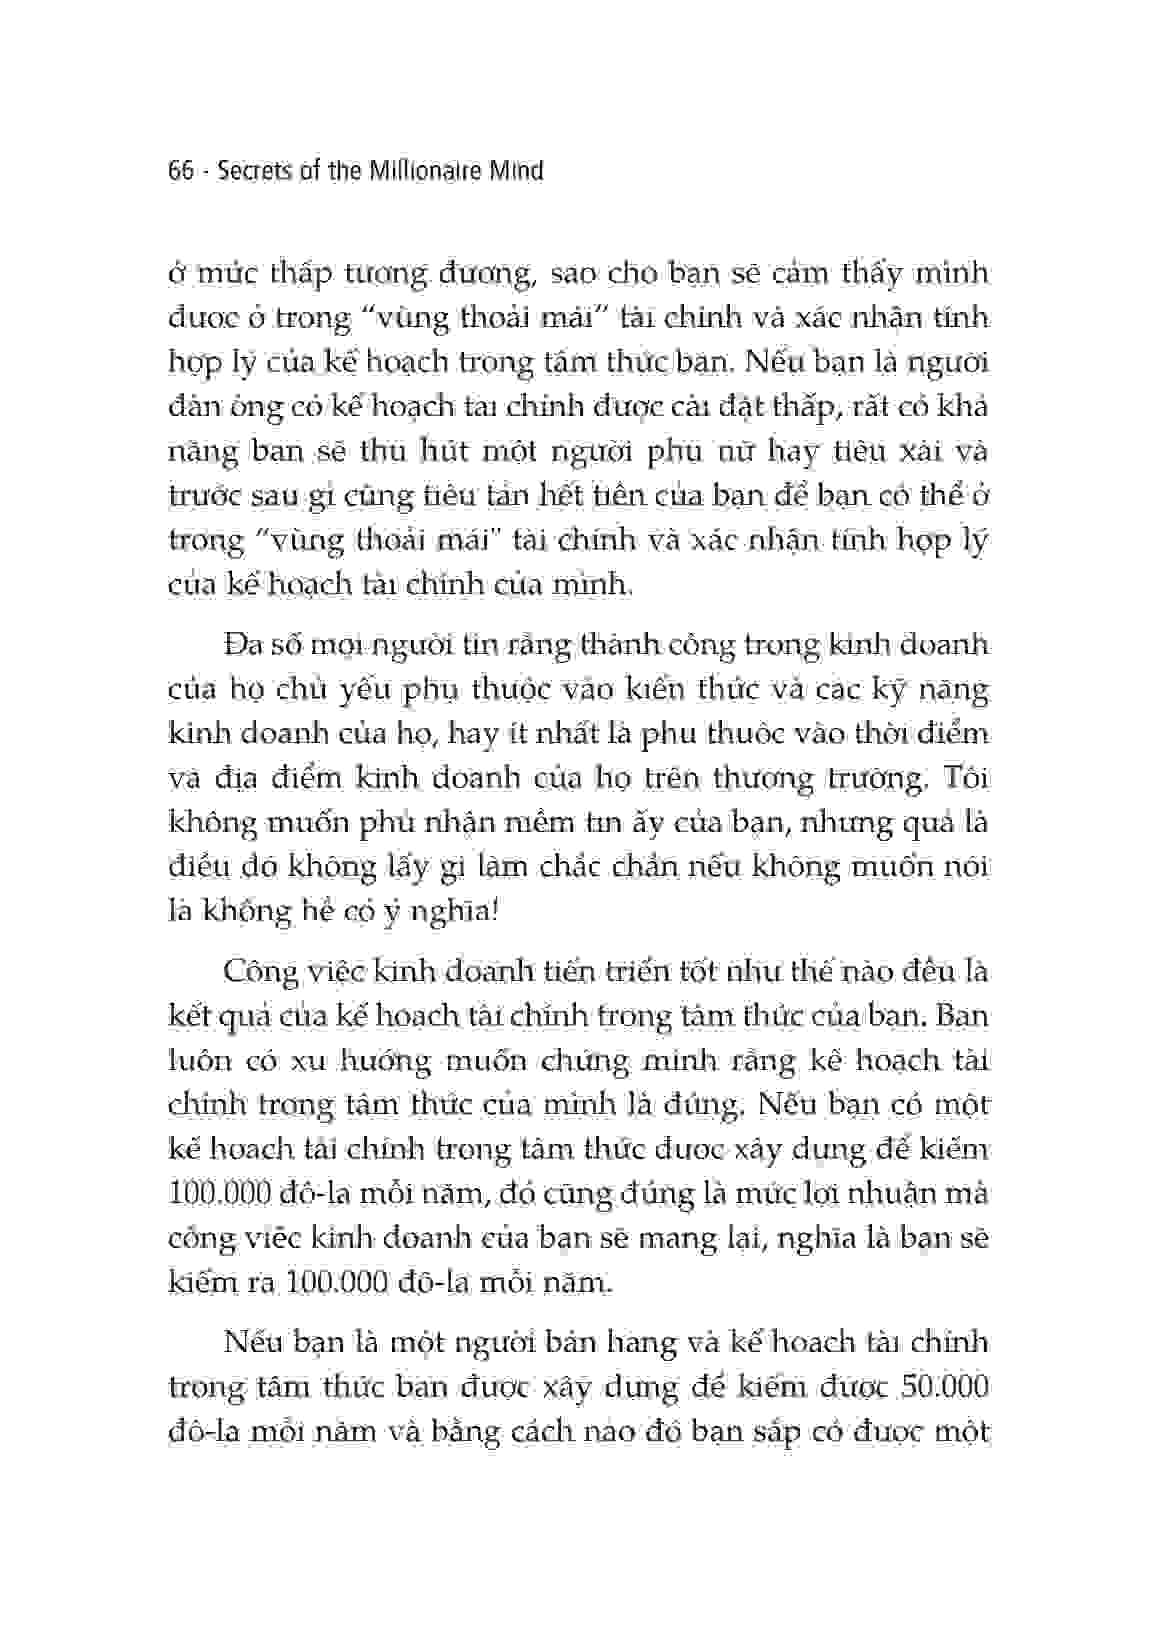 66 - Secrets of the Millionaire Mind
ở mức thấp tương đương, sao cho bạn sẽ cảm thấy mình
được ở trong “vùng thoải mái” tài chính và xác nhận tính
hợp lý của kế hoạch trong tâm thức bạn. Nếu bạn là người
đàn ông có kế hoạch tài chính được cài đặt thấp, rất có khả
năng bạn sẽ thu hút một người phụ nữ hay tiêu xài và
trước sau gì cũng tiêu tán hết tiền của bạn để bạn có thể ở
trong “vùng thoải mái" tài chính và xác nhận tính hợp lý
của kế hoạch tài chính của mình.
Đa số mọi người tin rằng thành công trong kinh doanh
của họ chủ yếu phụ thuộc vào kiến thức và các kỹ năng
kinh doanh của họ, hay ít nhất là phụ thuộc vào thời điểm
và địa điểm kinh doanh của họ trên thương trường. Tôi
không muốn phủ nhận niềm tin ấy của bạn, nhưng quả là
điều đó không lấy gì làm chắc chắn nếu không muốn nói
là không hề có ý nghĩa!
Công việc kinh doanh tiến triển tốt như thế nào đều là
kết quả của kế hoạch tài chính trong tâm thức của bạn. Bạn
luôn có xu hướng muốn chứng minh rằng kế hoạch tài
chính trong tâm thức của mình là đúng. Nếu bạn có một
kế hoạch tài chính trong tâm thức được xây dựng để kiếm
100.000 đô-la mỗi năm, đó cũng đúng là mức lợi nhuận mà
công việc kinh doanh của bạn sẽ mang lại, nghĩa là bạn sẽ
kiếm ra 100.000 đô-la mỗi năm.
Nếu bạn là một người bán hàng và kế hoạch tài chính
trong tâm thức bạn được xây dựng để kiếm được 50.000
đô-la mỗi năm và bằng cách nào đó bạn sắp có được một